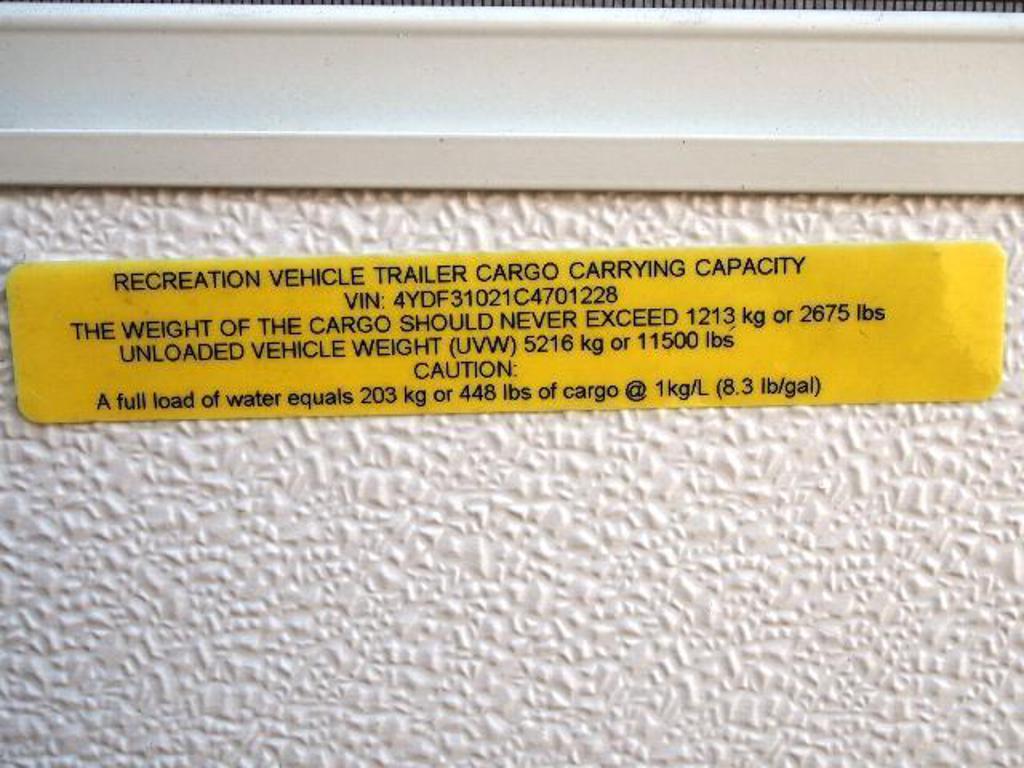 RECREATION VEHICLE TRAILER CARGO CARRYING CAPACITY
VIN: 4YDF31021C4701228
THE WEIGHT OF THE CARGO SHOULD NEVER EXCEED 1213 kg or 2675 lbs
UNLOADED VEHICLE WEIGHT (UVW) 5216 kg or 11500 lbs
CAUTION:
A full load of water equals 203 kg or 448 lbs of cargo @ 1kg/L (8.3 lb/gal)